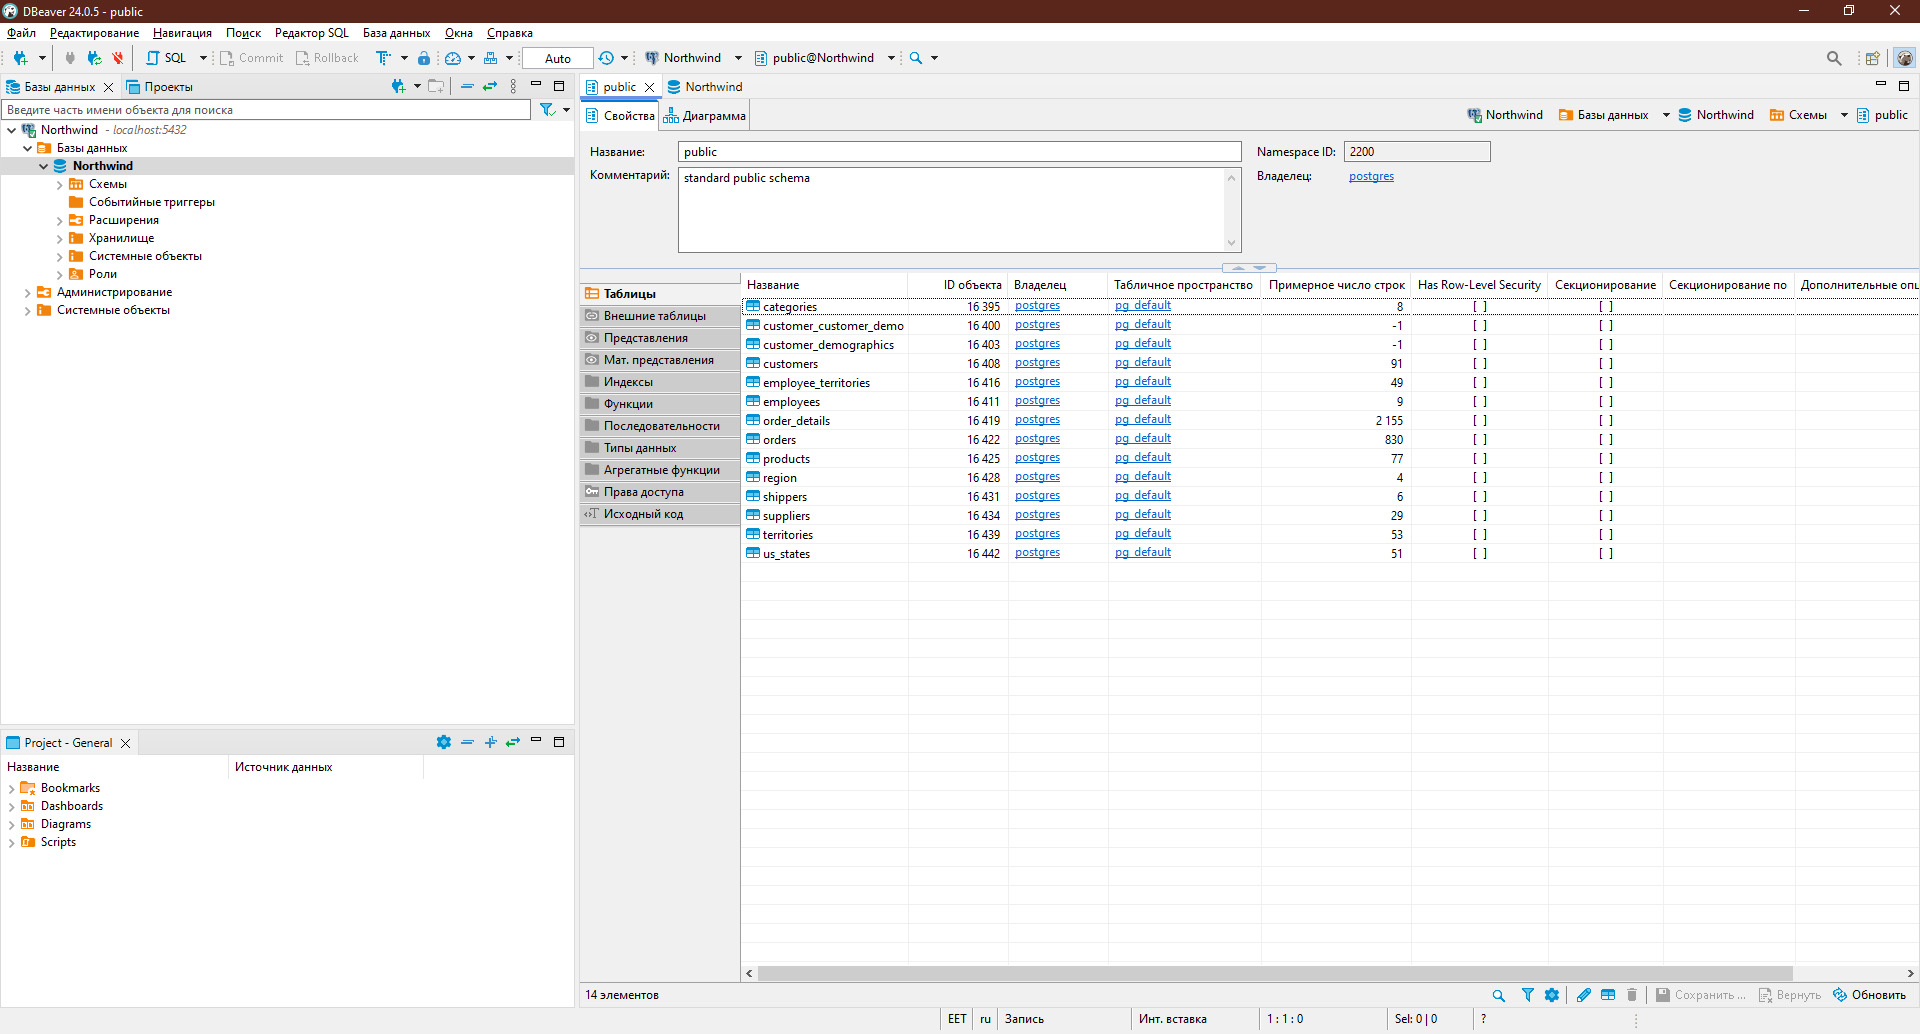 DBeaver 24.0.5 - public
Файл Редактирование Навигация Поиск Редактор SQL База данных Окна Справка
SQL Commit Rollback Auto Northwind public@Northwind
Базы данных Проекты
Введите часть имени объекта для поиска
Northwind - localhost:5432
Базы данных
Northwind
Схемы
Событийные триггеры
Расширения
Хранилище
Системные объекты
Роли
Администрирование
Системные объекты
Project - General
Название Источник данных
Bookmarks
Dashboards
Diagrams
Scripts
public Northwind
Свойства Диаграмма Northwind Базы данных Northwind Схемы public
Название: public Namespace ID: 2200
Комментарий: standard public schema Владелец: postgres
Таблицы
Внешние таблицы
Представления
Мат. представления
Индексы
Функции
Последовательности
Типы данных
Агрегатные функции
Права доступа
Исходный код
Название ID объекта Владелец Табличное пространство Примерное число строк Has Row-Level Security Секционирование Секционирование по Дополнительные опц
categories 16 395 postgres pg_default 8 [ ] [ ]
customer_customer_demo 16 400 postgres pg_default -1 [ ] [ ]
customer_demographics 16 403 postgres pg_default -1 [ ] [ ]
customers 16 408 postgres pg_default 91 [ ] [ ]
employee_territories 16 416 postgres pg_default 49 [ ] [ ]
employees 16 411 postgres pg_default 9 [ ] [ ]
order_details 16 419 postgres pg_default 2 155 [ ] [ ]
orders 16 422 postgres pg_default 830 [ ] [ ]
products 16 425 postgres pg_default 77 [ ] [ ]
region 16 428 postgres pg_default 4 [ ] [ ]
shippers 16 431 postgres pg_default 6 [ ] [ ]
suppliers 16 434 postgres pg_default 29 [ ] [ ]
territories 16 439 postgres pg_default 53 [ ] [ ]
us_states 16 442 postgres pg_default 51 [ ] [ ]
14 элементов Сохранить ... Вернуть Обновить
EET ru Запись Инт. вставка 1 : 1 : 0 Sel: 0 | 0 ?